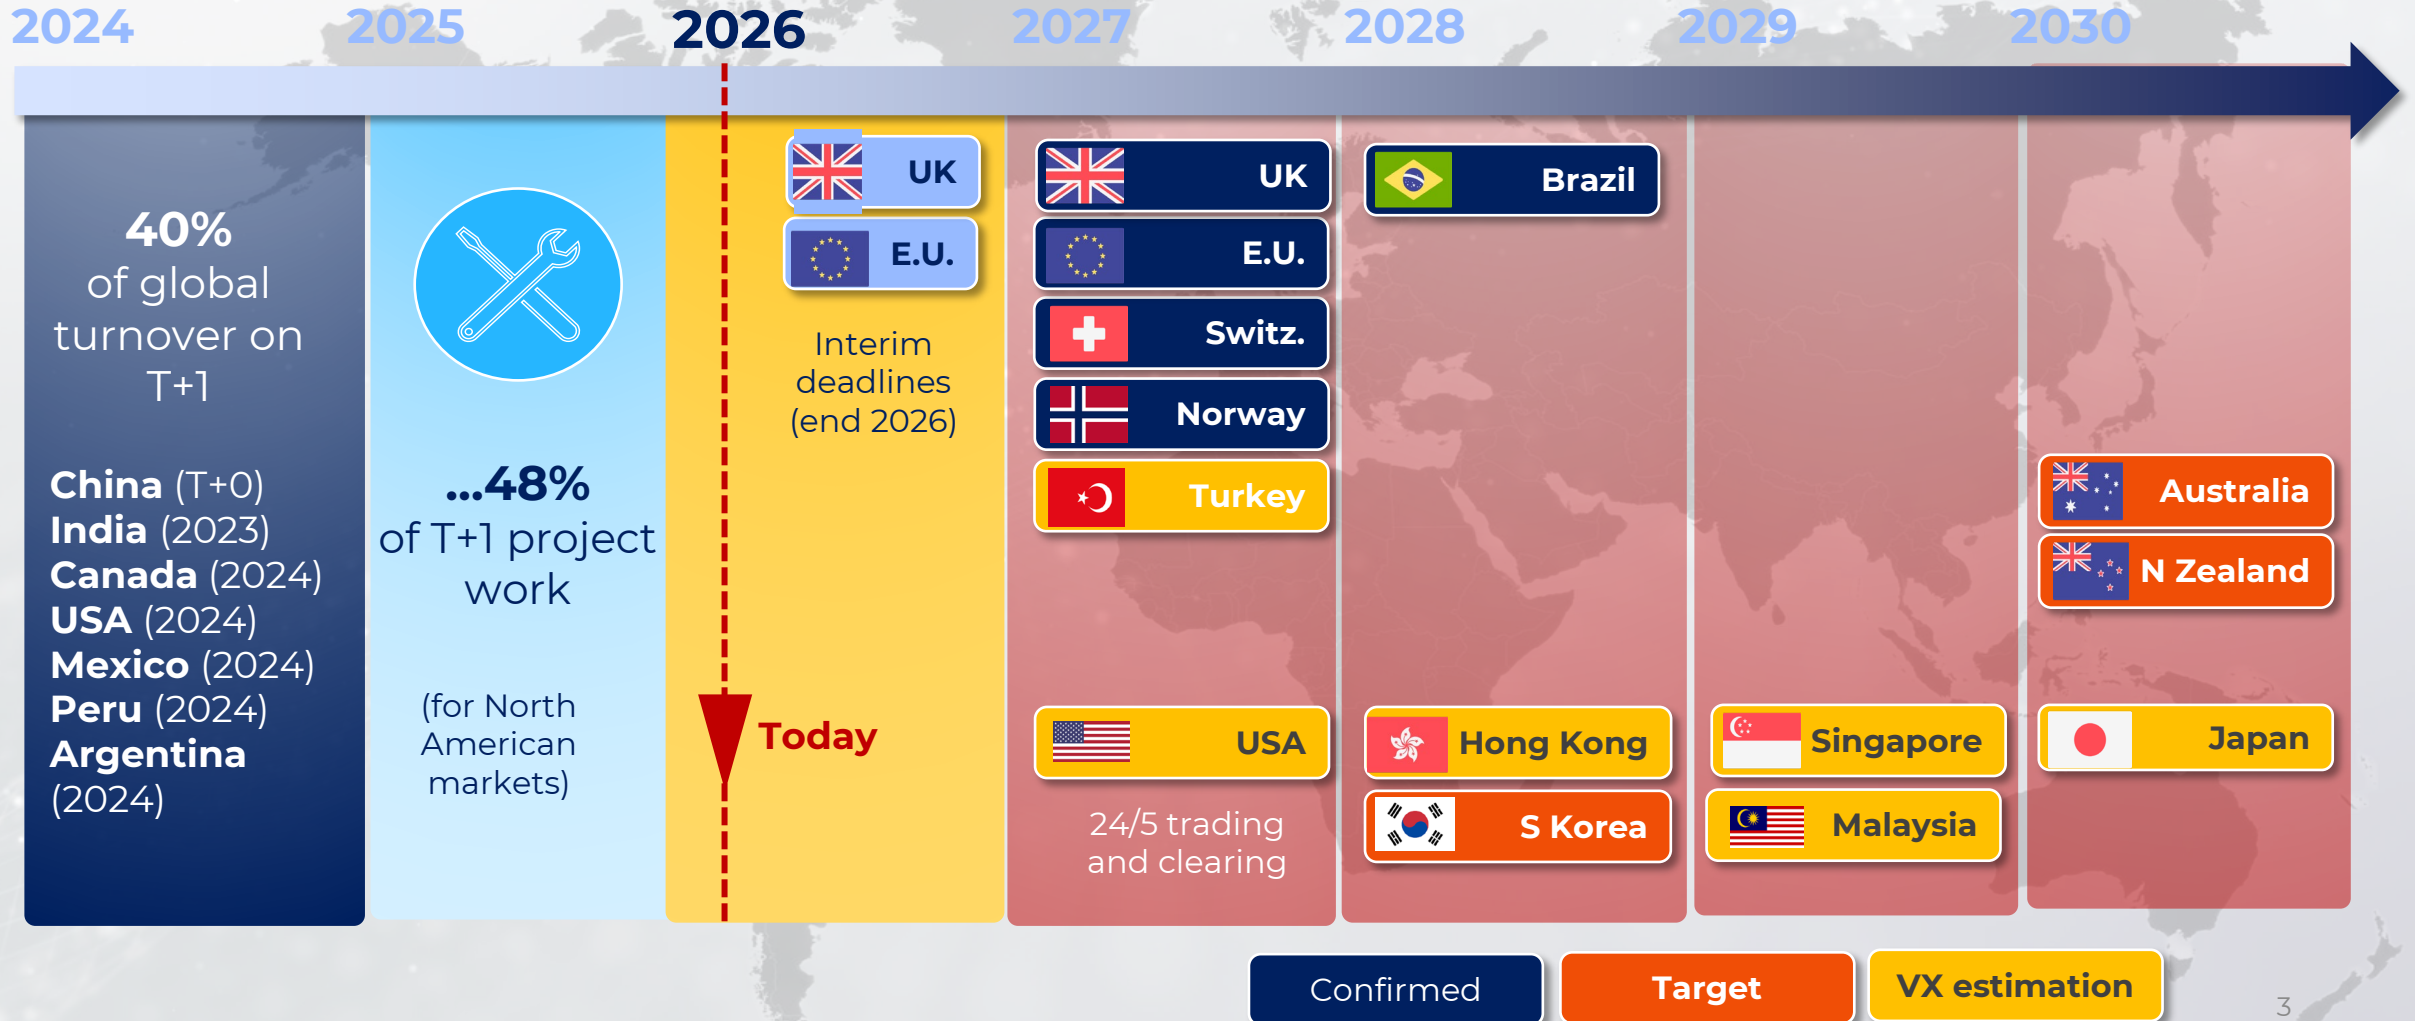 2024
2025
2026
2027
2028
2029
2030
40%
of global
turnover on
T+1
China (T+0)
India (2023)
Canada (2024)
USA (2024)
Mexico (2024)
Peru (2024)
Argentina
(2024)
...48%
of T+1 project
work
(for North
American
markets)
UK
E.U.
Interim
deadlines
(end 2026)
Today
UK
E.U.
Switz.
Norway
Turkey
USA
24/5 trading
and clearing
Brazil
Hong Kong
S Korea
Singapore
Malaysia
Australia
N Zealand
Japan
Confirmed
Target
VX estimation
3